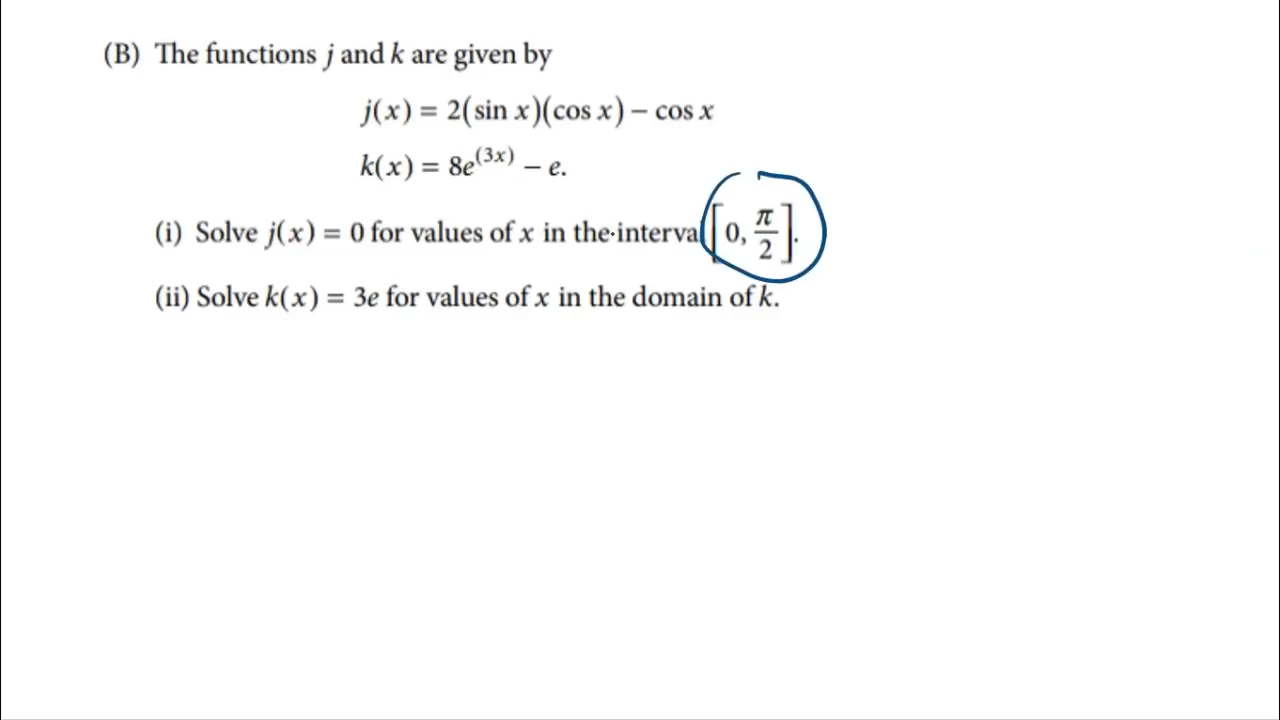 (B) The functions j and k are given by
j(x) = 2(sin x)(cos x) − cos x
k(x) = 8e^(3x) − e.
(i) Solve j(x) = 0 for values of x in the interval [0, π/2].
(ii) Solve k(x) = 3e for values of x in the domain of k.